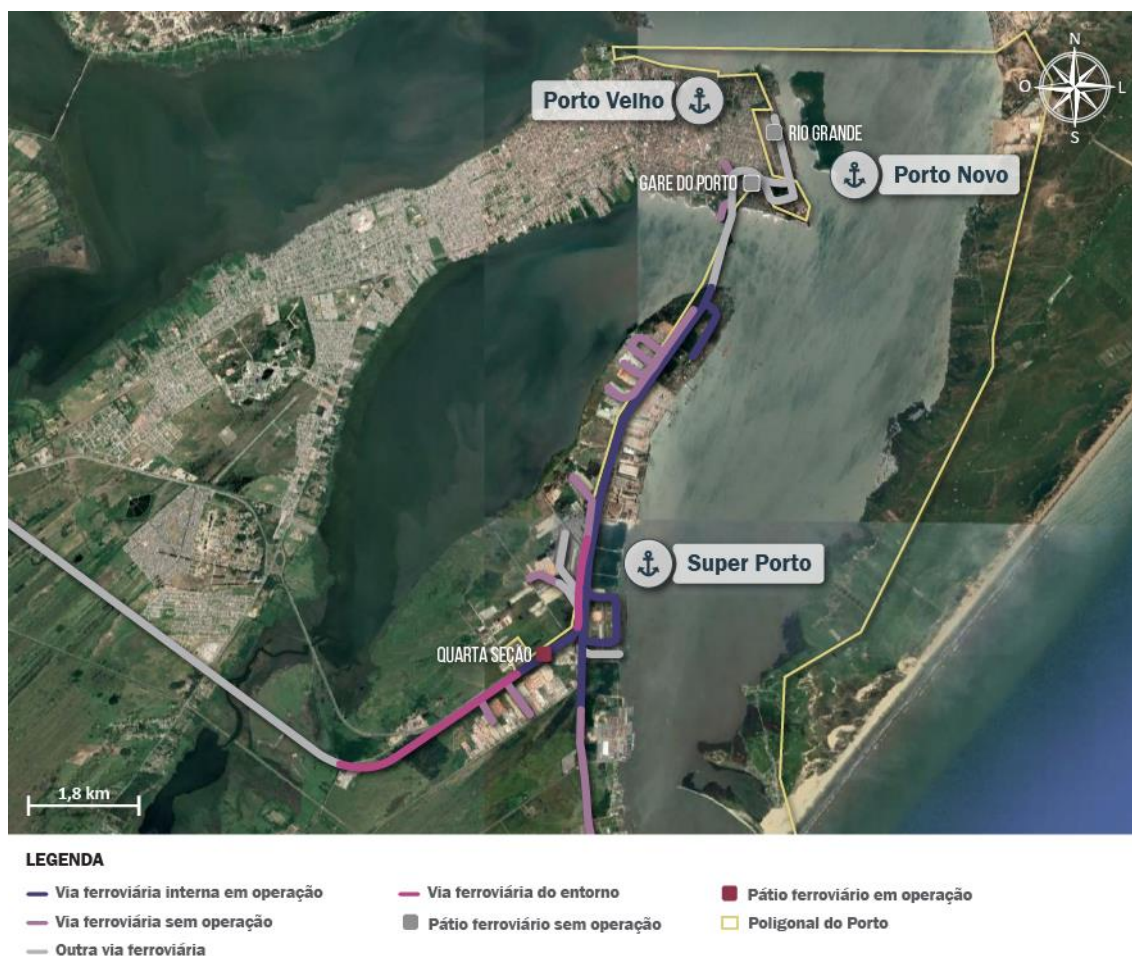 N
O
L
S
Porto Velho
RIO GRANDE
GARE DO PORTO
Porto Novo
Super Porto
QUARTA SEÇÃO
1,8 km
LEGENDA
Via ferroviária interna em operação
Via ferroviária do entorno
Pátio ferroviário em operação
Via ferroviária sem operação
Pátio ferroviário sem operação
Poligonal do Porto
Outra via ferroviária